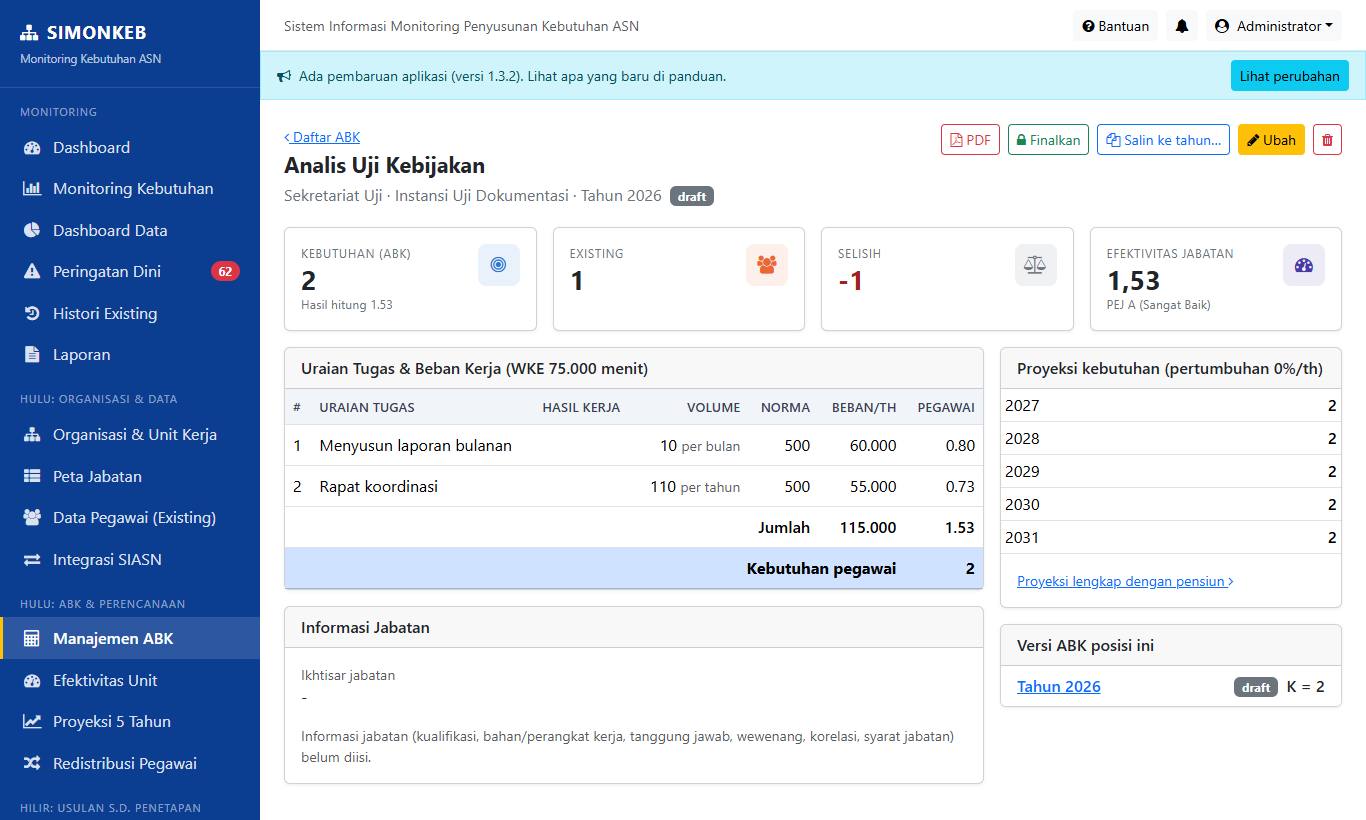 SIMONKEB
Monitoring Kebutuhan ASN
MONITORING
Dashboard
Monitoring Kebutuhan
Dashboard Data
Peringatan Dini 62
Histori Existing
Laporan
HULU: ORGANISASI & DATA
Organisasi & Unit Kerja
Peta Jabatan
Data Pegawai (Existing)
Integrasi SIASN
HULU: ABK & PERENCANAAN
Manajemen ABK
Efektivitas Unit
Proyeksi 5 Tahun
Redistribusi Pegawai
HILIR: USULAN S.D. PENETAPAN
Sistem Informasi Monitoring Penyusunan Kebutuhan ASN Bantuan Administrator
Ada pembaruan aplikasi (versi 1.3.2). Lihat apa yang baru di panduan. Lihat perubahan
Daftar ABK
PDF Finalkan Salin ke tahun... Ubah
Analis Uji Kebijakan
Sekretariat Uji · Instansi Uji Dokumentasi · Tahun 2026 draft
KEBUTUHAN (ABK)
2
Hasil hitung 1.53
EXISTING
1
SELISIH
-1
EFEKTIVITAS JABATAN
1,53
PEJ A (Sangat Baik)
Uraian Tugas & Beban Kerja (WKE 75.000 menit)
# URAIAN TUGAS HASIL KERJA VOLUME NORMA BEBAN/TH PEGAWAI
1 Menyusun laporan bulanan 10 per bulan 500 60.000 0.80
2 Rapat koordinasi 110 per tahun 500 55.000 0.73
Jumlah 115.000 1.53
Kebutuhan pegawai 2
Informasi Jabatan
Ikhtisar jabatan
-
Informasi jabatan (kualifikasi, bahan/perangkat kerja, tanggung jawab, wewenang, korelasi, syarat jabatan)
belum diisi.
Proyeksi kebutuhan (pertumbuhan 0%/th)
2027 2
2028 2
2029 2
2030 2
2031 2
Proyeksi lengkap dengan pensiun
Versi ABK posisi ini
Tahun 2026 draft K = 2